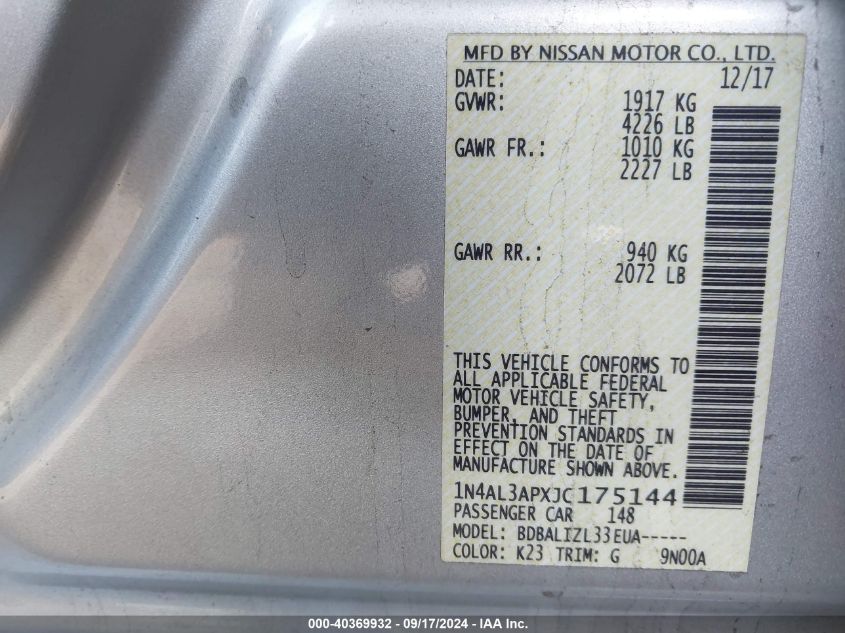 MFD BY NISSAN MOTOR CO., LTD.
DATE: 12/17
GVWR: 1917 KG
4226 LB
GAWR FR.: 1010 KG
2227 LB
GAWR RR.: 940 KG
2072 LB
THIS VEHICLE CONFORMS TO
ALL APPLICABLE FEDERAL
MOTOR VEHICLE SAFETY,
BUMPER, AND THEFT
PREVENTION STANDARDS IN
EFFECT ON THE DATE OF
MANUFACTURE SHOWN ABOVE.
1N4AL3APXJC175144
PASSENGER CAR 148
MODEL: BDBALIZL33EUA-----
COLOR: K23 TRIM: G 9N00A
000-40369932 - 09/17/2024 - IAA Inc.